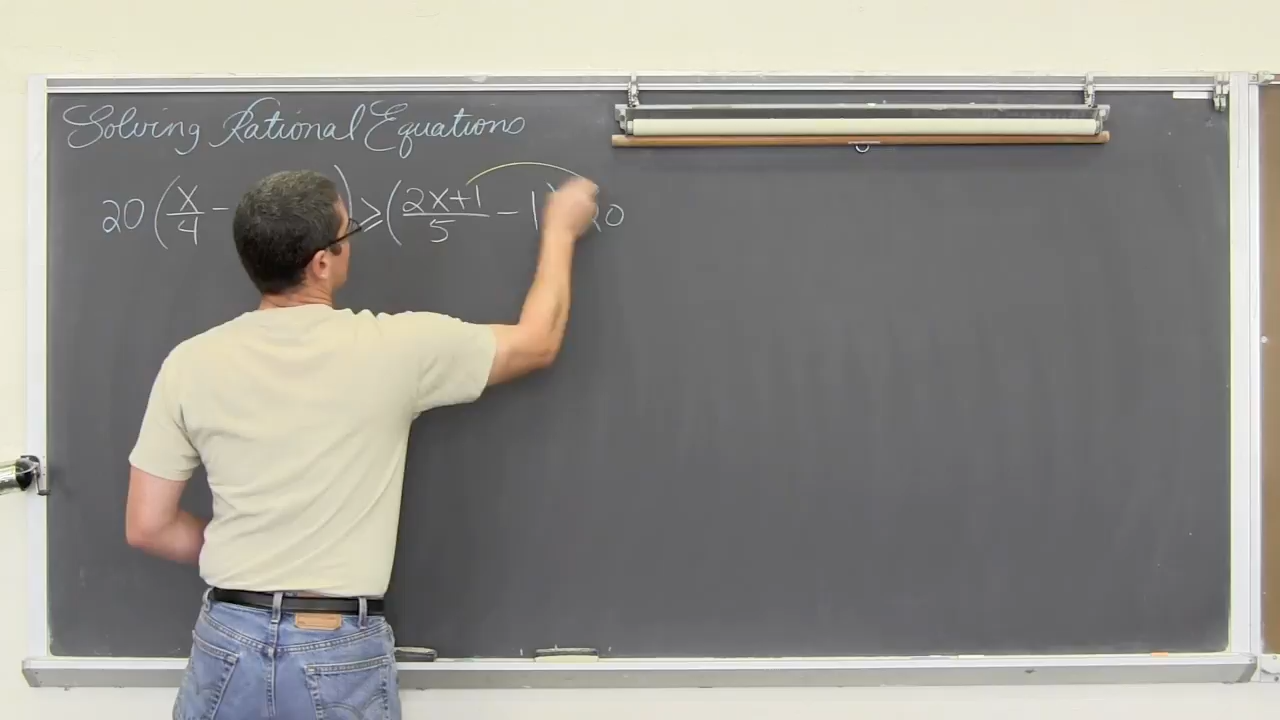 Solving Rational Equations
20 ( x/4 - ) ≥ ( 2x+1/5 - 1 ) 20